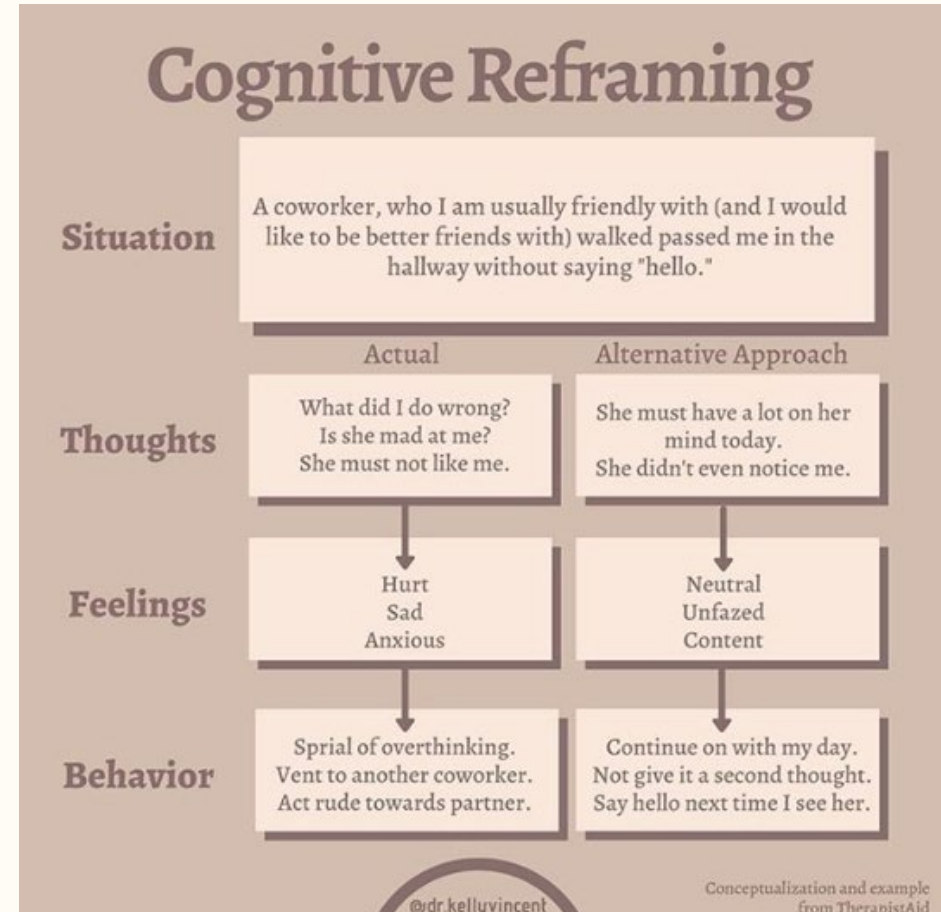 Cognitive Reframing
Situation
A coworker, who I am usually friendly with (and I would
like to be better friends with) walked passed me in the
hallway without saying "hello."
Actual
Alternative Approach
Thoughts
What did I do wrong?
Is she mad at me?
She must not like me.
She must have a lot on her
mind today.
She didn't even notice me.
Feelings
Hurt
Sad
Anxious
Neutral
Unfazed
Content
Behavior
Sprial of overthinking.
Vent to another coworker.
Act rude towards partner.
Continue on with my day.
Not give it a second thought.
Say hello next time I see her.
@dr.kellyvincent
Conceptualization and example
from TherapistAid